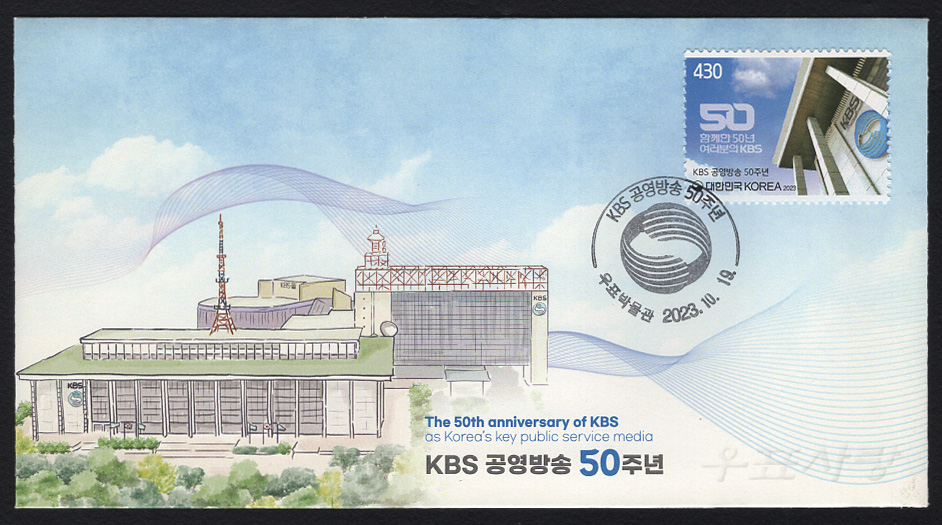 430
50
함께한 50년
여러분의 KBS
KBS
KBS 공영방송 50주년
대한민국 KOREA 2023
KBS 공영방송 50주년
우표박물관 2023. 10. 19.
KBS
KBS
KBS
The 50th anniversary of KBS
as Korea's key public service media
KBS 공영방송 50주년
우표사랑